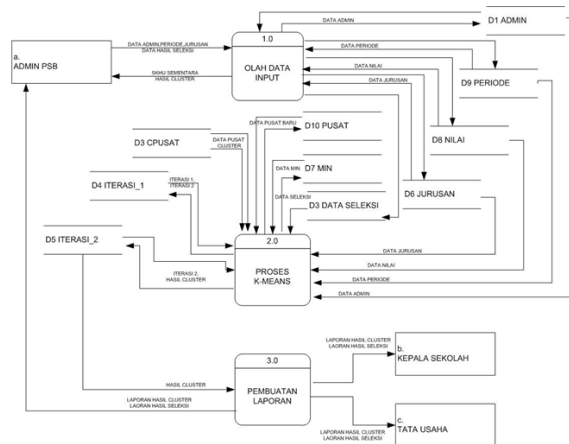 DATA ADMIN
D1 ADMIN
a.
ADMIN PSB
DATA ADMIN,PERIODE,JURUSAN
DATA HASIL SELEKSI
SKHU SEMENTARA
HASIL CLUSTER
1.0
OLAH DATA
INPUT
DATA PERIODE
DATA NILAI
DATA JURUSAN
D9 PERIODE
D8 NILAI
D6 JURUSAN
DATA PUSAT BARU
D10 PUSAT
D3 CPUSAT
DATA PUSAT
CLUSTER
D7 MIN
DATA MIN
D4 ITERASI_1
ITERASI 1,
ITERASI 2
DATA SELEKSI
D3 DATA SELEKSI
D5 ITERASI_2
2.0
PROSES
K-MEANS
ITERASI 2,
HASIL CLUSTER
DATA JURUSAN
DATA NILAI
DATA PERIODE
DATA ADMIN
3.0
PEMBUATAN
LAPORAN
HASIL CLUSTER
LAPORAN HASIL CLUSTER
LAORAN HASIL SELEKSI
LAPORAN HASIL CLUSTER
LAORAN HASIL SELEKSI
b.
KEPALA SEKOLAH
LAPORAN HASIL CLUSTER
LAORAN HASIL SELEKSI
c.
TATA USAHA